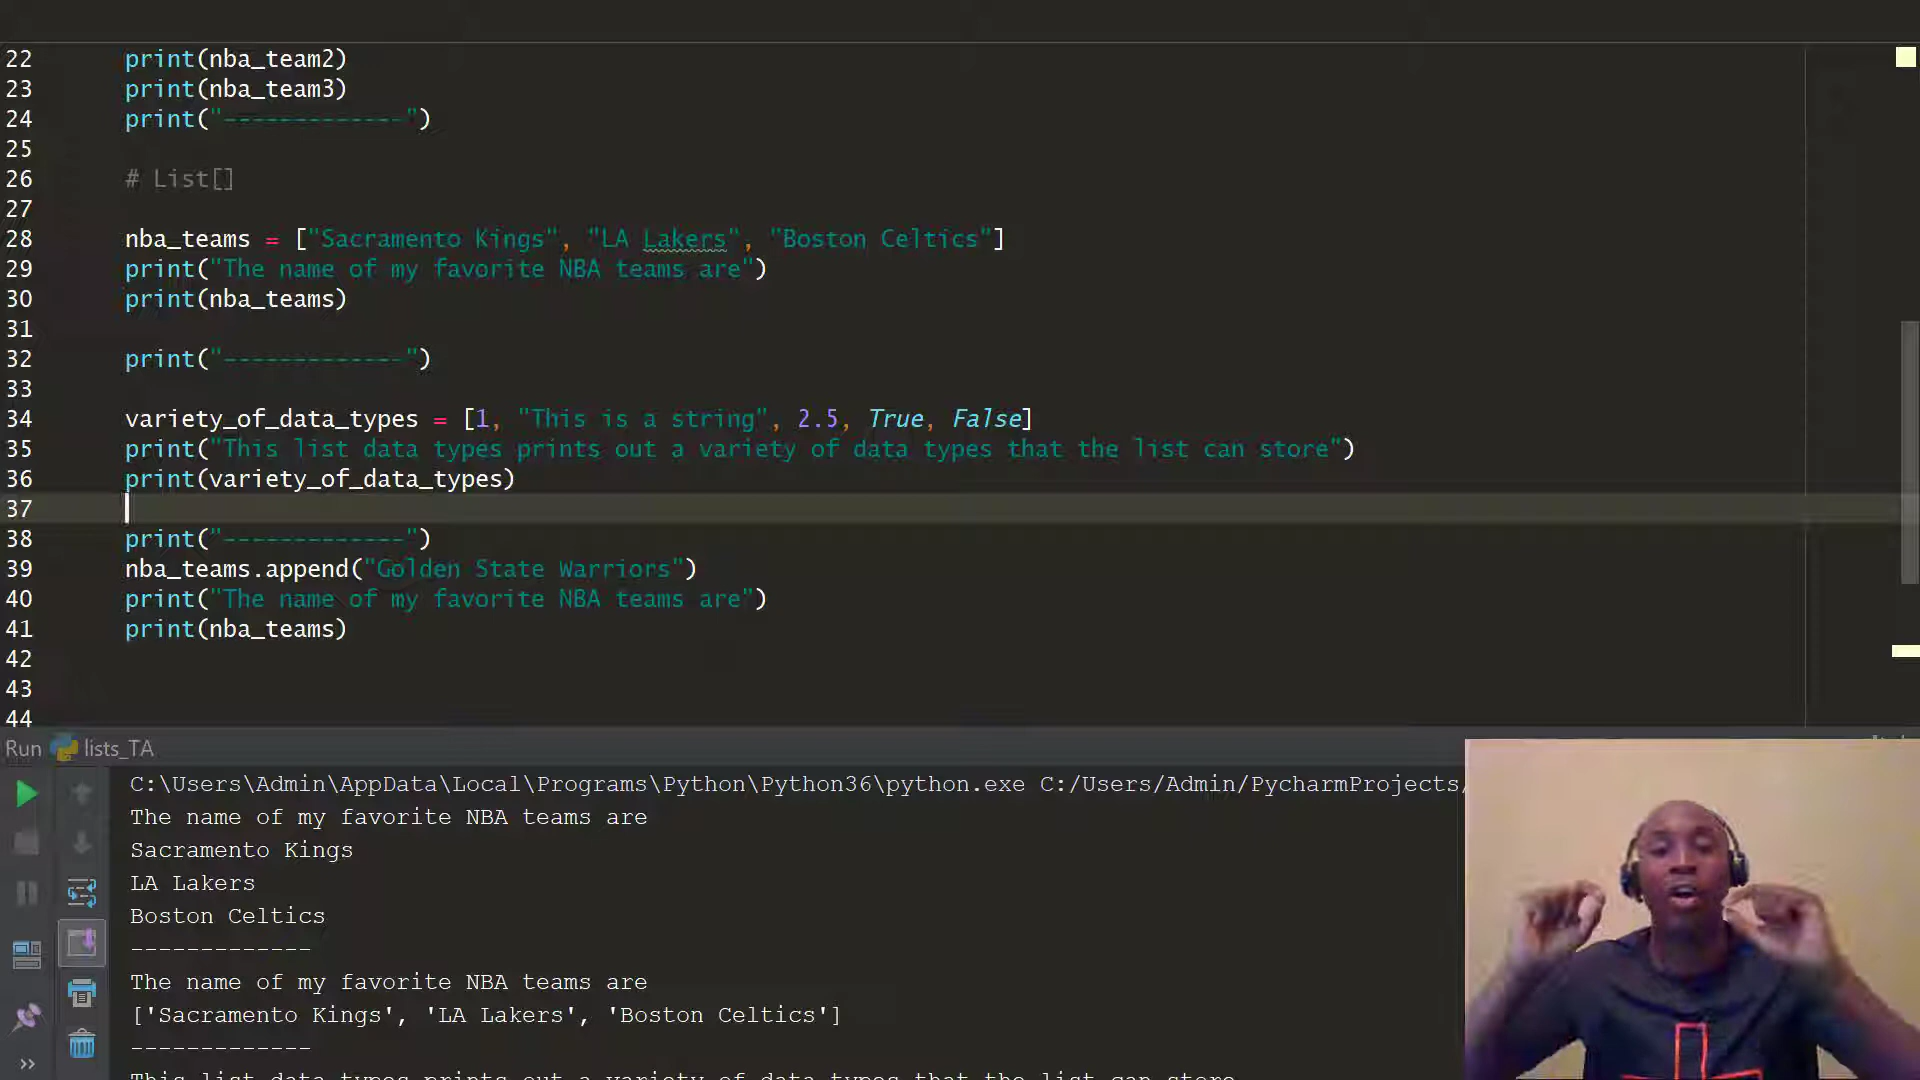 22 print(nba_team2)
23 print(nba_team3)
24 print("-------------")
25
26 # List[]
27
28 nba_teams = ["Sacramento Kings", "LA Lakers", "Boston Celtics"]
29 print("The name of my favorite NBA teams are")
30 print(nba_teams)
31
32 print("-------------")
33
34 variety_of_data_types = [1, "This is a string", 2.5, True, False]
35 print("This list data types prints out a variety of data types that the list can store")
36 print(variety_of_data_types)
37
38 print("-------------")
39 nba_teams.append("Golden State Warriors")
40 print("The name of my favorite NBA teams are")
41 print(nba_teams)
42
43
44
Run lists_TA
C:\Users\Admin\AppData\Local\Programs\Python\Python36\python.exe C:/Users/Admin/PycharmProjects/
The name of my favorite NBA teams are
Sacramento Kings
LA Lakers
Boston Celtics
-------------
The name of my favorite NBA teams are
['Sacramento Kings', 'LA Lakers', 'Boston Celtics']
-------------
This list data types prints out a variety of data types that the list can store